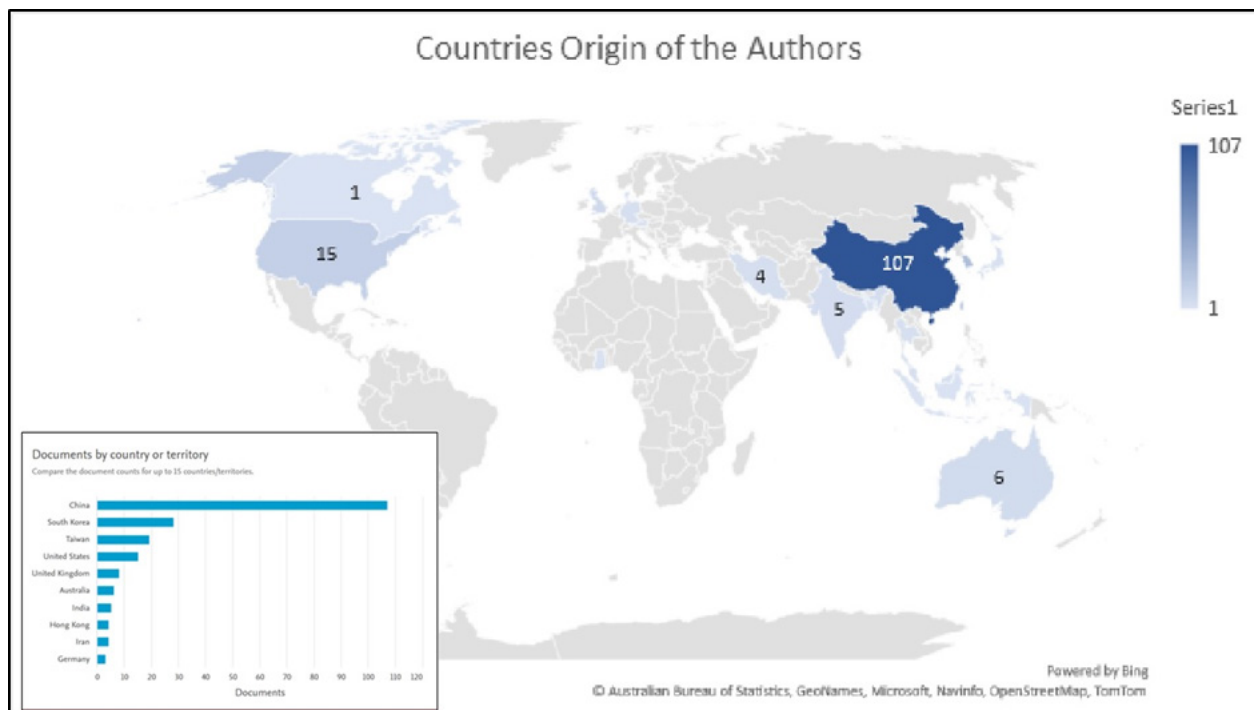 Countries Origin of the Authors
Series1
107
1
1
15
4
107
5
6
Documents by country or territory
Compare the document counts for up to 15 countries/territories.
China
South Korea
Taiwan
United States
United Kingdom
Australia
India
Hong Kong
Iran
Germany
0 10 20 30 40 50 60 70 80 90 100 110 120
Documents
Powered by Bing
© Australian Bureau of Statistics, GeoNames, Microsoft, Navinfo, OpenStreetMap, TomTom